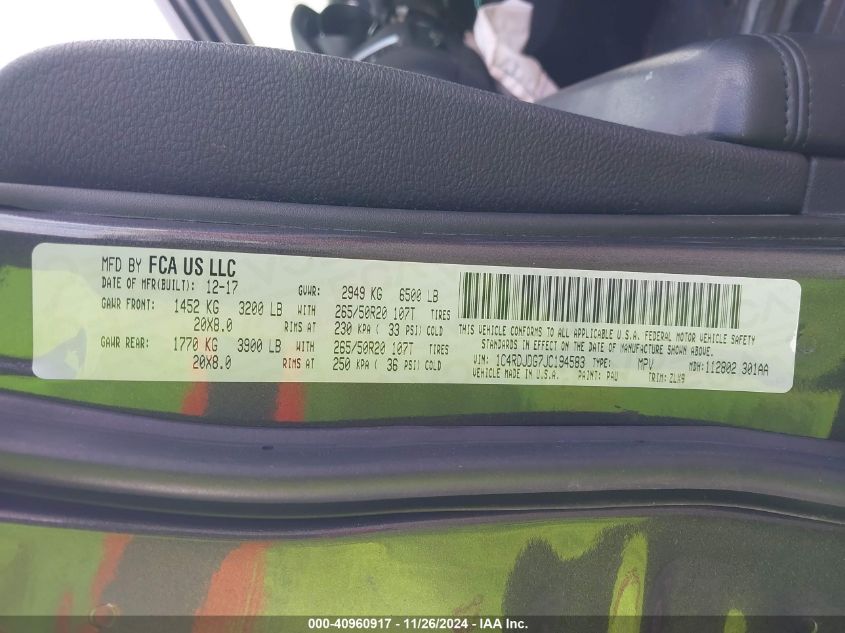 MFD BY FCA US LLC
DATE OF MFR(BUILT): 12-17 GVWR: 2949 KG 6500 LB
GAWR FRONT: 1452 KG 3200 LB WITH 265/50R20 107T TIRES
20X8.0 RIMS AT 230 KPA ( 33 PSI) COLD
GAWR REAR: 1770 KG 3900 LB WITH 265/50R20 107T TIRES
20X8.0 RIMS AT 250 KPA ( 36 PSI) COLD
THIS VEHICLE CONFORMS TO ALL APPLICABLE U.S.A. FEDERAL MOTOR VEHICLE SAFETY
STANDARDS IN EFFECT ON THE DATE OF MANUFACTURE SHOWN ABOVE.
VIN: 1C4RDJDG7JC194583 TYPE: MPV MDH: 112802 301AA
VEHICLE MADE IN U.S.A. PAINT: PAU TRIM: ZLX9
000-40960917 - 11/26/2024 - IAA Inc.